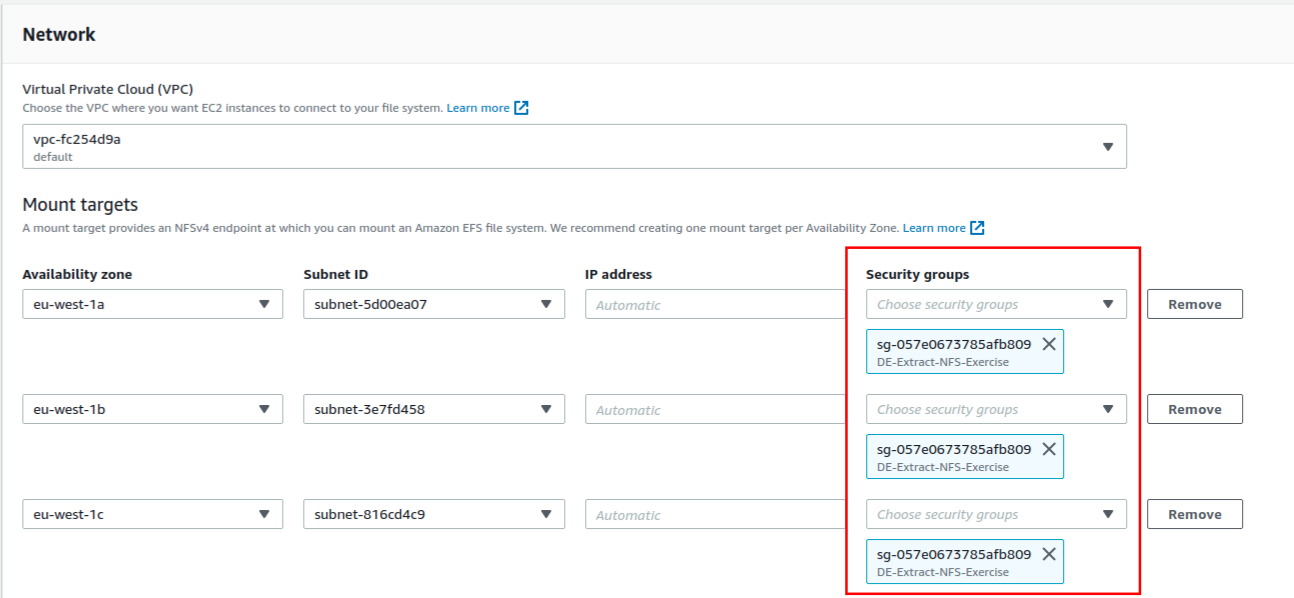 Network
Virtual Private Cloud (VPC)
Choose the VPC where you want EC2 instances to connect to your file system. Learn more
vpc-fc254d9a
default
Mount targets
A mount target provides an NFSv4 endpoint at which you can mount an Amazon EFS file system. We recommend creating one mount target per Availability Zone. Learn more
Availability zone Subnet ID IP address Security groups
eu-west-1a subnet-5d00ea07 Automatic Choose security groups Remove
sg-057e0673785afb809
DE-Extract-NFS-Exercise
eu-west-1b subnet-3e7fd458 Automatic Choose security groups Remove
sg-057e0673785afb809
DE-Extract-NFS-Exercise
eu-west-1c subnet-816cd4c9 Automatic Choose security groups Remove
sg-057e0673785afb809
DE-Extract-NFS-Exercise